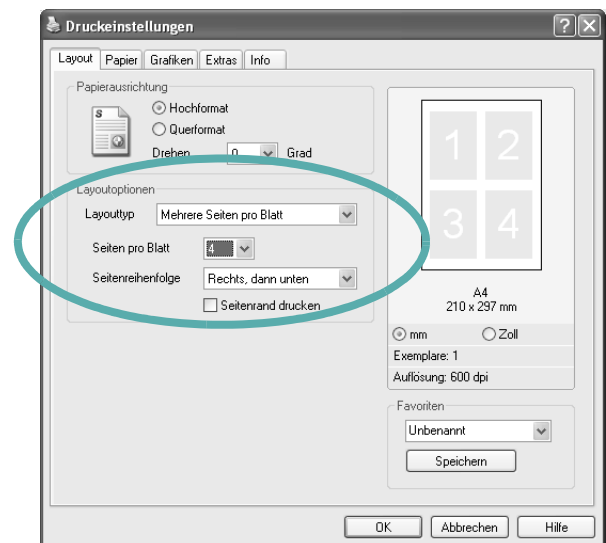 Druckeinstellungen
Layout Papier Grafiken Extras Info
Papierausrichtung
S
Hochformat
Querformat
Drehen 0 Grad
Layoutoptionen
Layouttyp Mehrere Seiten pro Blatt
Seiten pro Blatt 4
Seitenreihenfolge Rechts, dann unten
Seitenrand drucken
1 2
3 4
A4
210 x 297 mm
mm Zoll
Exemplare: 1
Auflösung: 600 dpi
Favoriten
Unbenannt
Speichern
OK Abbrechen Hilfe